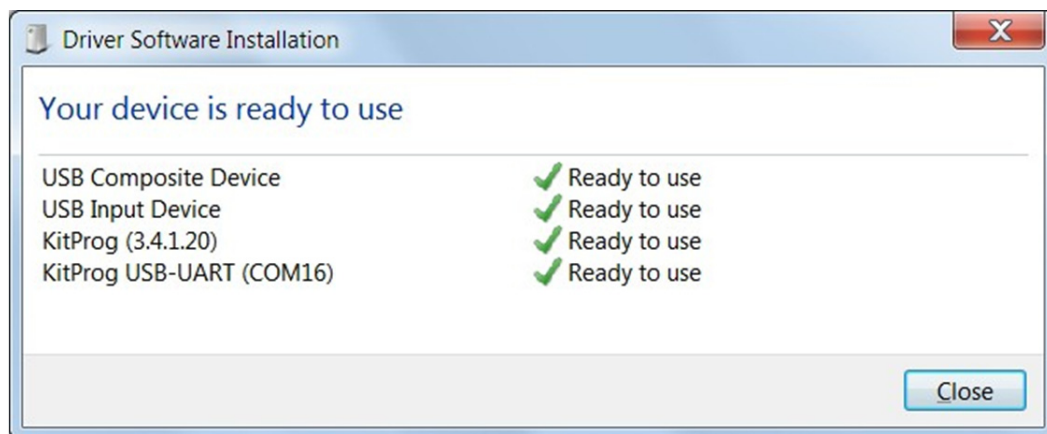 Driver Software Installation
X
Your device is ready to use
USB Composite Device Ready to use
USB Input Device Ready to use
KitProg (3.4.1.20) Ready to use
KitProg USB-UART (COM16) Ready to use
Close